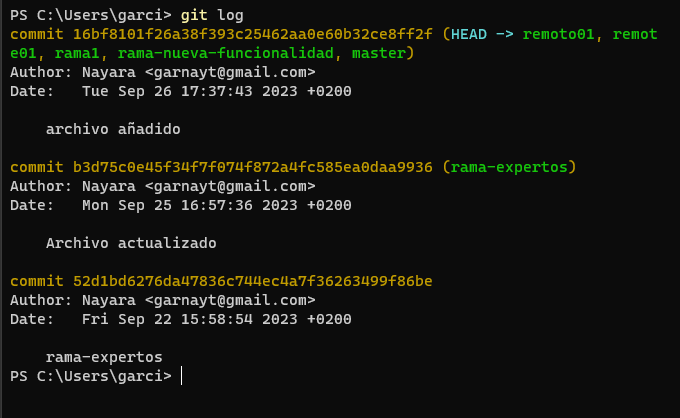 PS C:\Users\garci> git log
commit 16bf8101f26a38f393c25462aa0e60b32ce8ff2f (HEAD -> remoto01, remot
e01, rama1, rama-nueva-funcionalidad, master)
Author: Nayara <garnayt@gmail.com>
Date:   Tue Sep 26 17:37:43 2023 +0200
    archivo añadido
commit b3d75c0e45f34f7f074f872a4fc585ea0daa9936 (rama-expertos)
Author: Nayara <garnayt@gmail.com>
Date:   Mon Sep 25 16:57:36 2023 +0200
    Archivo actualizado
commit 52d1bd6276da47836c744ec4a7f36263499f86be
Author: Nayara <garnayt@gmail.com>
Date:   Fri Sep 22 15:58:54 2023 +0200
    rama-expertos
PS C:\Users\garci>